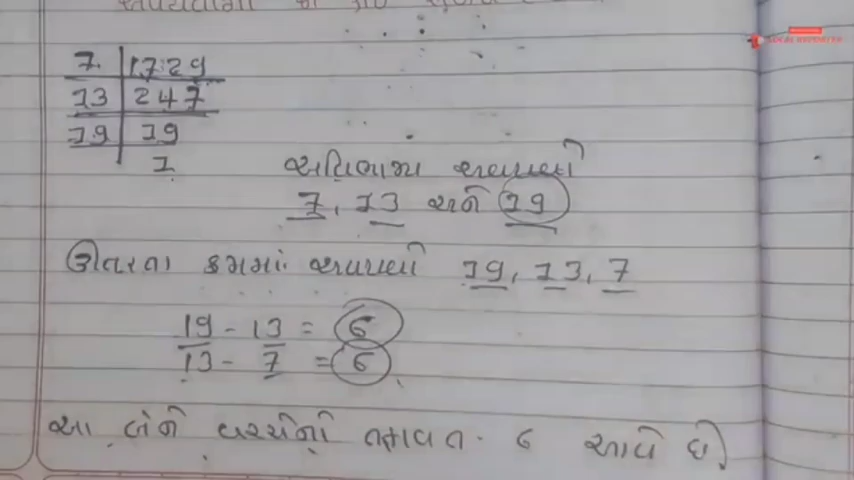 7 | 1729
13 | 247
19 | 19
1
અવિભાજ્ય અવયવો
7, 13 અને 19
ઊતરતા ક્રમમાં અવયવો 19, 13, 7
19 - 13 = 6
13 - 7 = 6
આ બંને વચ્ચેનો તફાવત 6 આવે છે